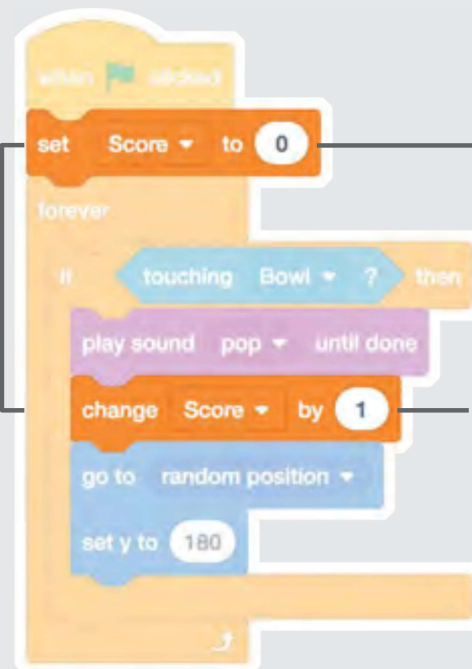 when clicked
set Score to 0
forever
if touching Bowl ? then
play sound pop until done
change Score by 1
go to random position
set y to 180